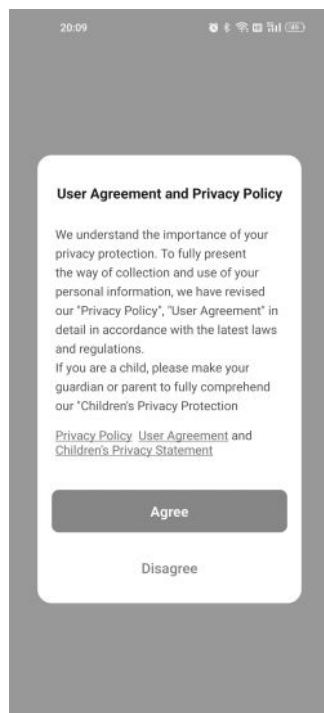 20:09
User Agreement and Privacy Policy
We understand the importance of your
privacy protection. To fully present
the way of collection and use of your
personal information, we have revised
our "Privacy Policy", "User Agreement" in
detail in accordance with the latest laws
and regulations.
If you are a child, please make your
guardian or parent to fully comprehend
our "Children's Privacy Protection
Privacy Policy User Agreement and
Children's Privacy Statement
Agree
Disagree